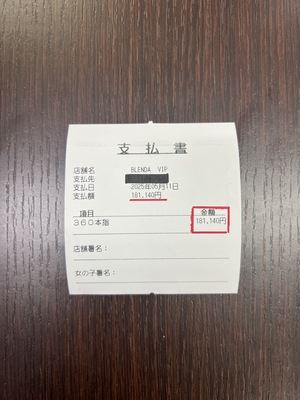 支払書
店舗名 BLENDA VIP
支払先
支払日 2025年05月11日
支払額 181,140円
項目 金額
360本指 181,140円
店舗署名：
女の子署名：